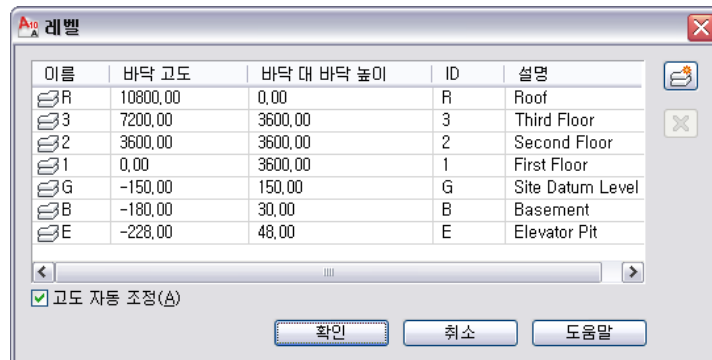 레벨
이름 바닥 고도 바닥 대 바닥 높이 ID 설명
R 10800,00 0,00 R Roof
3 7200,00 3600,00 3 Third Floor
2 3600,00 3600,00 2 Second Floor
1 0,00 3600,00 1 First Floor
G -150,00 150,00 G Site Datum Level
B -180,00 30,00 B Basement
E -228,00 48,00 E Elevator Pit
고도 자동 조정(A)
확인 취소 도움말